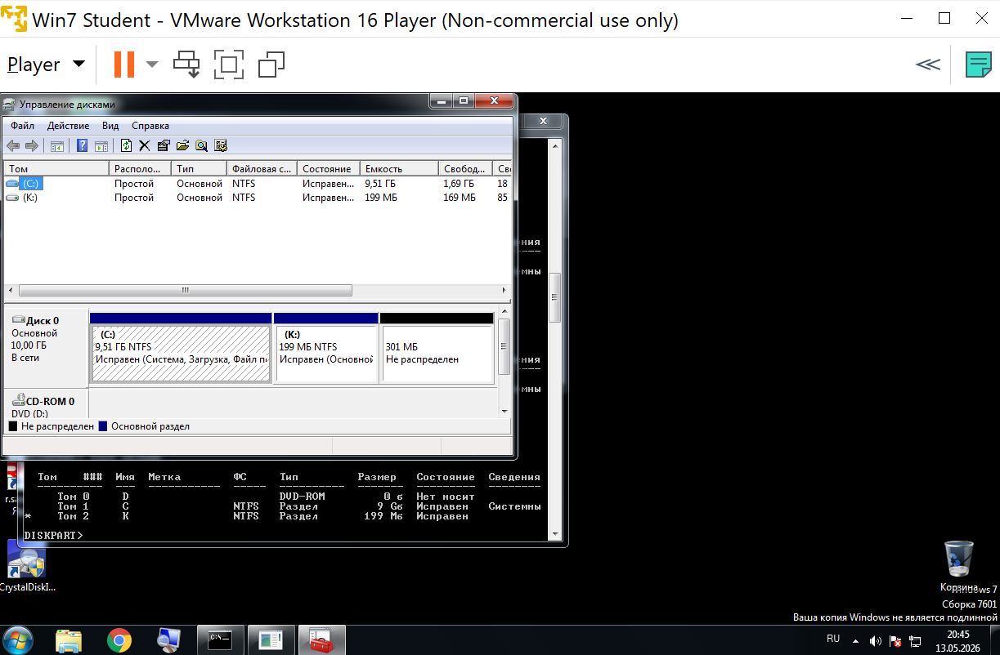 Win7 Student - VMware Workstation 16 Player (Non-commercial use only)
Player
Управление дисками
Файл Действие Вид Справка
Том Располо... Тип Файловая с... Состояние Емкость Свобод...
(C:) Простой Основной NTFS Исправен... 9,51 ГБ 1,69 ГБ 18
(K:) Простой Основной NTFS Исправен... 199 МБ 169 МБ 85
Диск 0
Основной
10,00 ГБ
В сети
(C:)
9,51 ГБ NTFS
Исправен (Система, Загрузка, Файл п
(K:)
199 МБ NTFS
Исправен (Основной
301 МБ
Не распределен
CD-ROM 0
DVD (D:)
Не распределен Основной раздел
ния
мны
ния
мны
Том ### Имя Метка ФС Тип Размер Состояние Сведения
Том 0 D DVD-ROM 0 б Нет носит
Том 1 C NTFS Раздел 9 Gб Исправен Системны
* Том 2 K NTFS Раздел 199 Mб Исправен
DISKPART>
CrystalDiskI...
Корзина
Windows 7
Сборка 7601
Ваша копия Windows не является подлинной
C:\
RU
20:45
13.05.2026